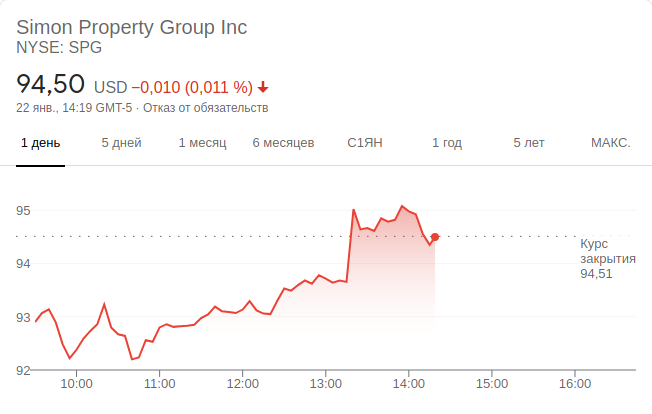 Simon Property Group Inc
NYSE: SPG
94,50 USD −0,010 (0,011 %)
22 янв., 14:19 GMT-5 · Отказ от обязательств
1 день 5 дней 1 месяц 6 месяцев С1ЯН 1 год 5 лет МАКС.
95
94
93
92
Курс
закрытия
94,51
10:00 11:00 12:00 13:00 14:00 15:00 16:00